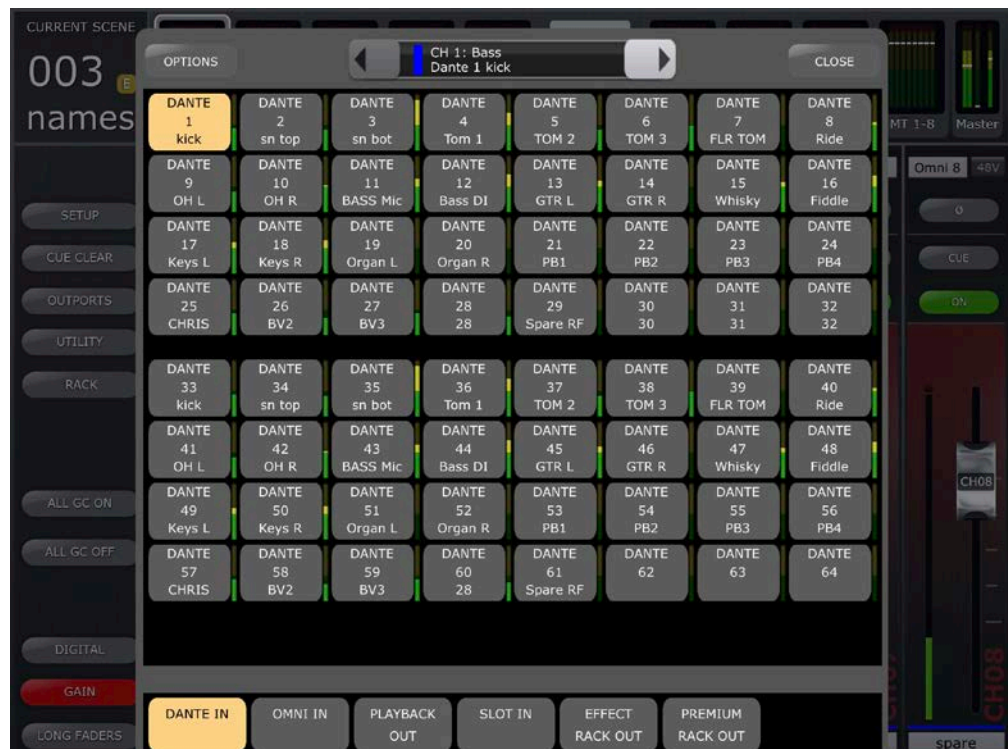 CURRENT SCENE
003 E
names
OPTIONS
CH 1: Bass
Dante 1 kick
CLOSE
MT 1-8 Master
Omni 8 48V
SETUP
CUE CLEAR
OUTPORTS
UTILITY
RACK
ALL GC ON
ALL GC OFF
DIGITAL
GAIN
LONG FADERS
DANTE DANTE DANTE DANTE DANTE DANTE DANTE DANTE
1 2 3 4 5 6 7 8
kick sn top sn bot Tom 1 TOM 2 TOM 3 FLR TOM Ride
DANTE DANTE DANTE DANTE DANTE DANTE DANTE DANTE
9 10 11 12 13 14 15 16
OH L OH R BASS Mic Bass DI GTR L GTR R Whisky Fiddle
DANTE DANTE DANTE DANTE DANTE DANTE DANTE DANTE
17 18 19 20 21 22 23 24
Keys L Keys R Organ L Organ R PB1 PB2 PB3 PB4
DANTE DANTE DANTE DANTE DANTE DANTE DANTE DANTE
25 26 27 28 29 30 31 32
CHRIS BV2 BV3 28 Spare RF 30 31 32
DANTE DANTE DANTE DANTE DANTE DANTE DANTE DANTE
33 34 35 36 37 38 39 40
kick sn top sn bot Tom 1 TOM 2 TOM 3 FLR TOM Ride
DANTE DANTE DANTE DANTE DANTE DANTE DANTE DANTE
41 42 43 44 45 46 47 48
OH L OH R BASS Mic Bass DI GTR L GTR R Whisky Fiddle
DANTE DANTE DANTE DANTE DANTE DANTE DANTE DANTE
49 50 51 52 53 54 55 56
Keys L Keys R Organ L Organ R PB1 PB2 PB3 PB4
DANTE DANTE DANTE DANTE DANTE DANTE DANTE DANTE
57 58 59 60 61 62 63 64
CHRIS BV2 BV3 28 Spare RF
DANTE IN OMNI IN PLAYBACK SLOT IN EFFECT PREMIUM
OUT RACK OUT RACK OUT
CUE
ON
CH08
CH07
CH08
spare